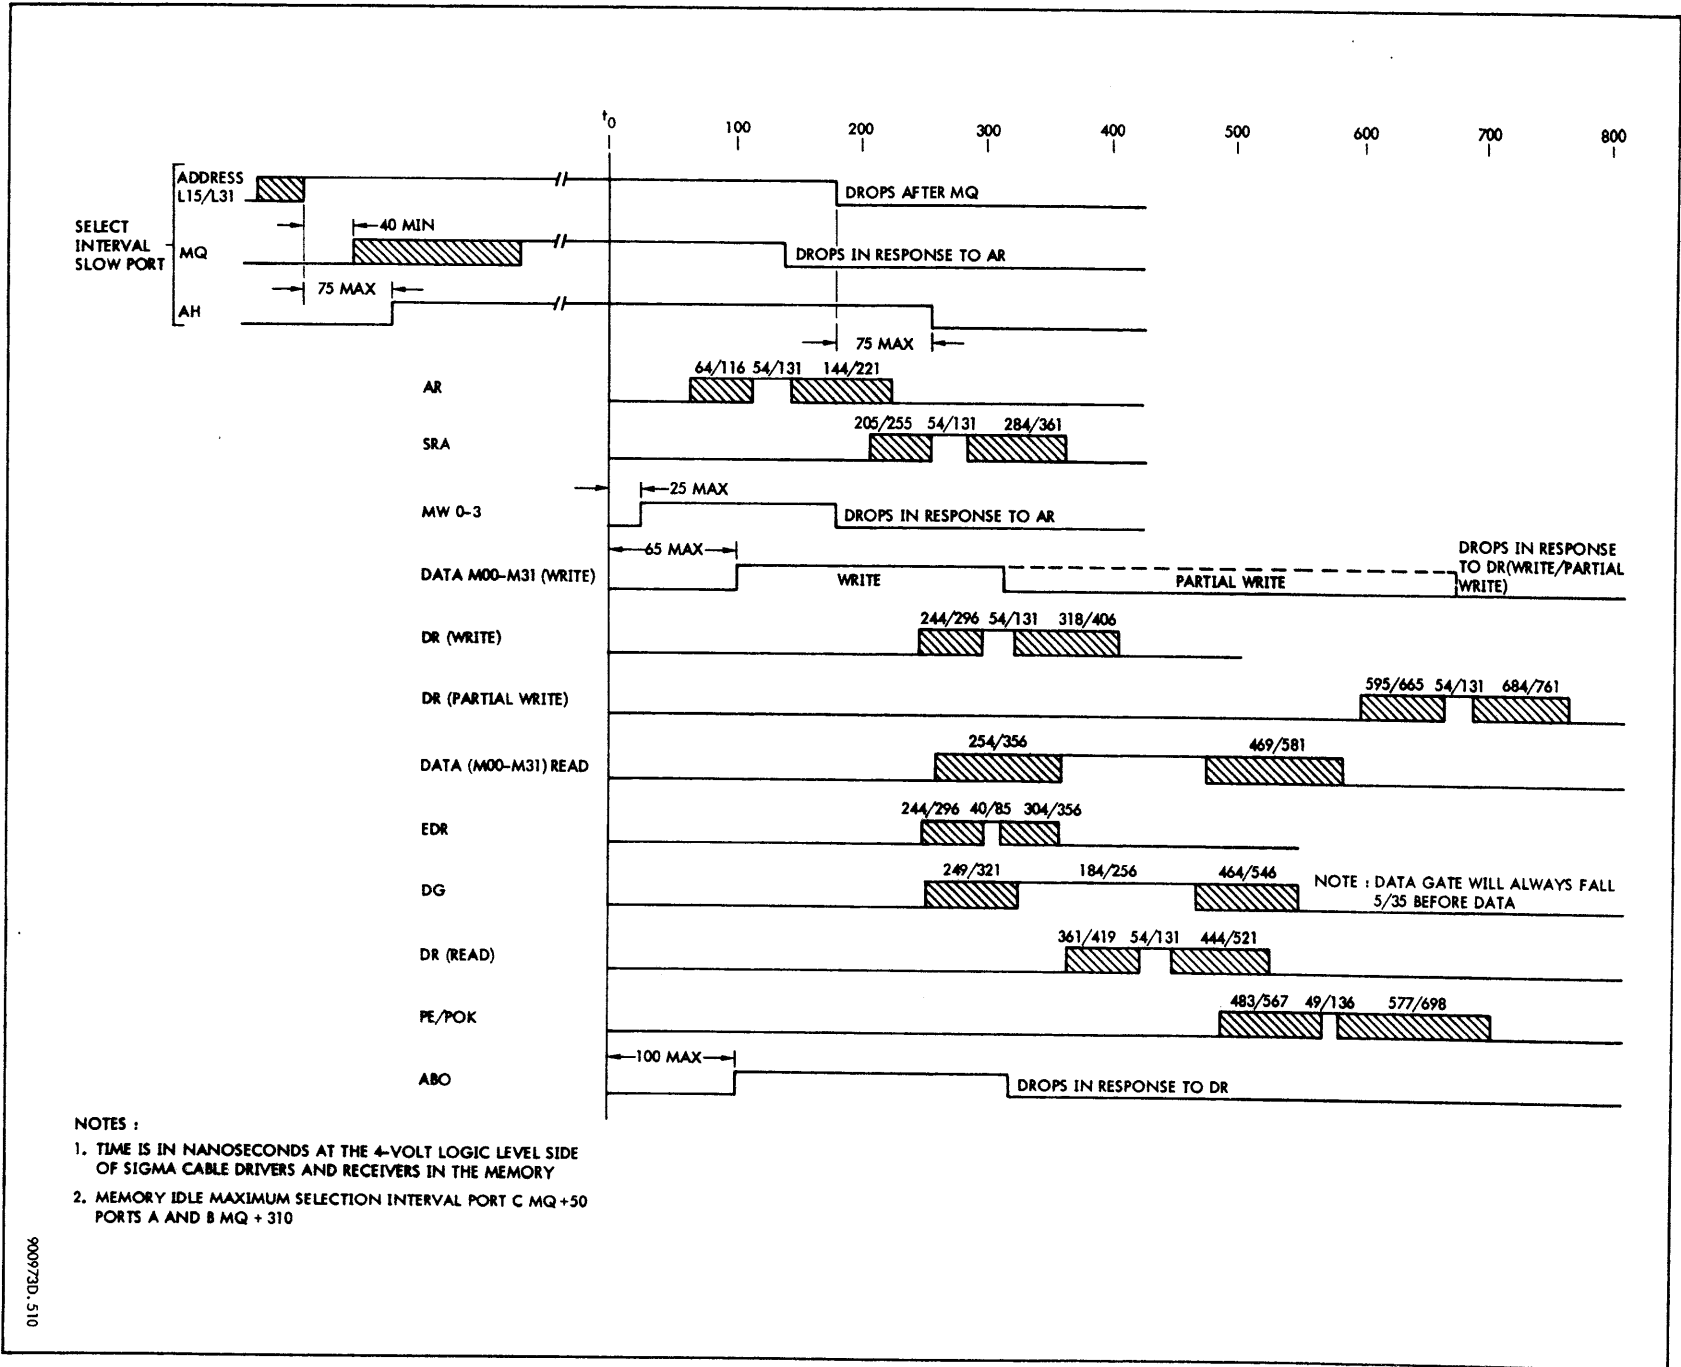 t0 100 200 300 400 500 600 700 800
ADDRESS
L15/L31
DROPS AFTER MQ
SELECT
INTERVAL
SLOW PORT
40 MIN
MQ
DROPS IN RESPONSE TO AR
75 MAX
AH
75 MAX
64/116 54/131 144/221
AR
205/255 54/131 284/361
SRA
25 MAX
MW 0-3
DROPS IN RESPONSE TO AR
65 MAX
DATA M00-M31 (WRITE)
WRITE
PARTIAL WRITE
DROPS IN RESPONSE
TO DR(WRITE/PARTIAL
WRITE)
244/296 54/131 318/406
DR (WRITE)
595/665 54/131 684/761
DR (PARTIAL WRITE)
254/356 469/581
DATA (M00-M31) READ
244/296 40/85 304/356
EDR
249/321 184/256 464/546
DG
NOTE : DATA GATE WILL ALWAYS FALL
5/35 BEFORE DATA
361/419 54/131 444/521
DR (READ)
483/567 49/136 577/698
PE/POK
100 MAX
ABO
DROPS IN RESPONSE TO DR
NOTES :
1. TIME IS IN NANOSECONDS AT THE 4-VOLT LOGIC LEVEL SIDE
OF SIGMA CABLE DRIVERS AND RECEIVERS IN THE MEMORY
2. MEMORY IDLE MAXIMUM SELECTION INTERVAL PORT C MQ +50
PORTS A AND B MQ + 310
900973D.510